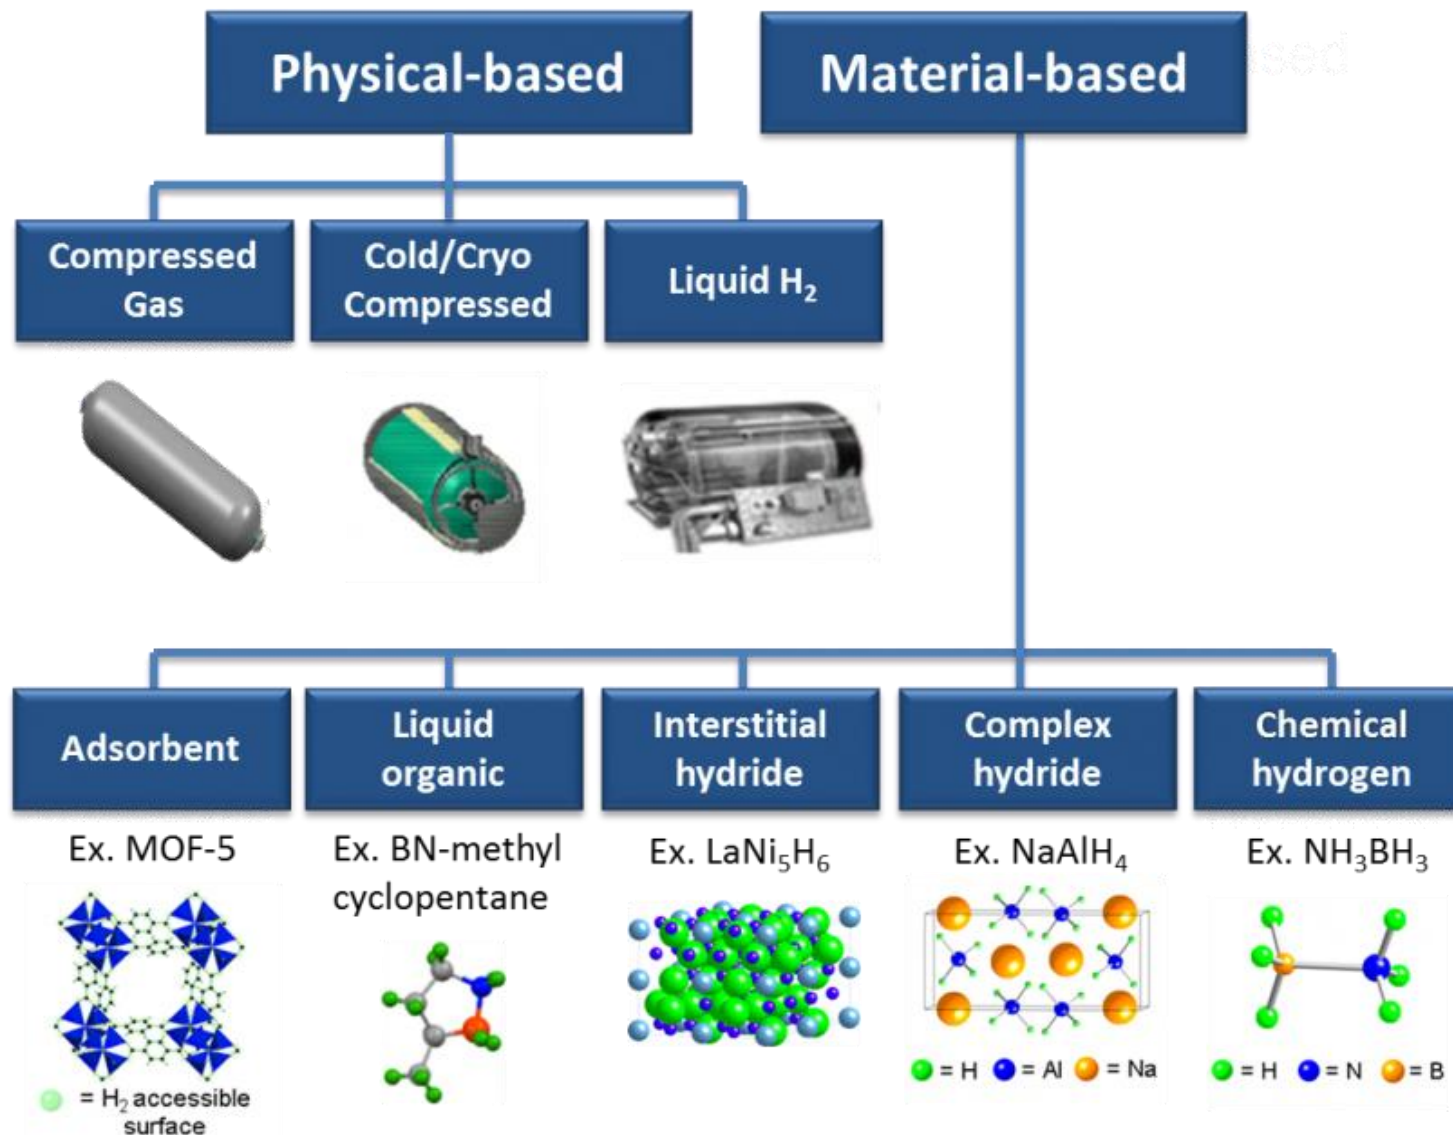 Physical-based
Material-based
Compressed
Gas
Cold/Cryo
Compressed
Liquid H₂
Adsorbent
Liquid
organic
Interstitial
hydride
Complex
hydride
Chemical
hydrogen
Ex. MOF-5
Ex. BN-methyl
cyclopentane
Ex. LaNi₅H₆
Ex. NaAlH₄
Ex. NH₃BH₃
= H₂ accessible
surface
= H = Al = Na
= H = N = B